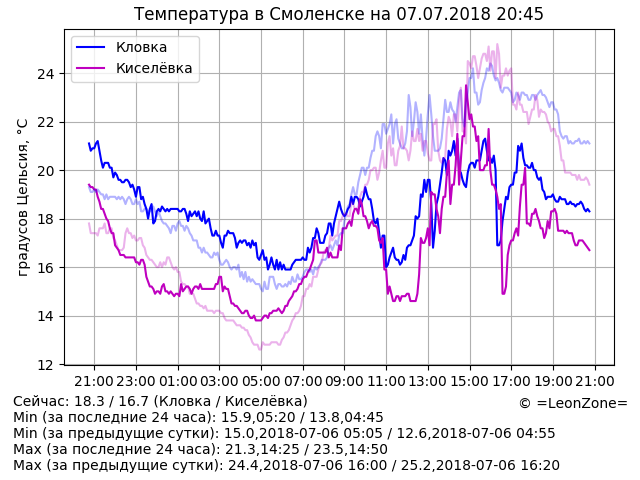 Температура в Смоленске на 07.07.2018 20:45
Кловка
Киселёвка
градусов Цельсия, °C
24
22
20
18
16
14
12
21:00 23:00 01:00 03:00 05:00 07:00 09:00 11:00 13:00 15:00 17:00 19:00 21:00
Сейчас: 18.3 / 16.7 (Кловка / Киселёвка)
© =LeonZone=
Min (за последние 24 часа): 15.9,05:20 / 13.8,04:45
Min (за предыдущие сутки): 15.0,2018-07-06 05:05 / 12.6,2018-07-06 04:55
Max (за последние 24 часа): 21.3,14:25 / 23.5,14:50
Max (за предыдущие сутки): 24.4,2018-07-06 16:00 / 25.2,2018-07-06 16:20